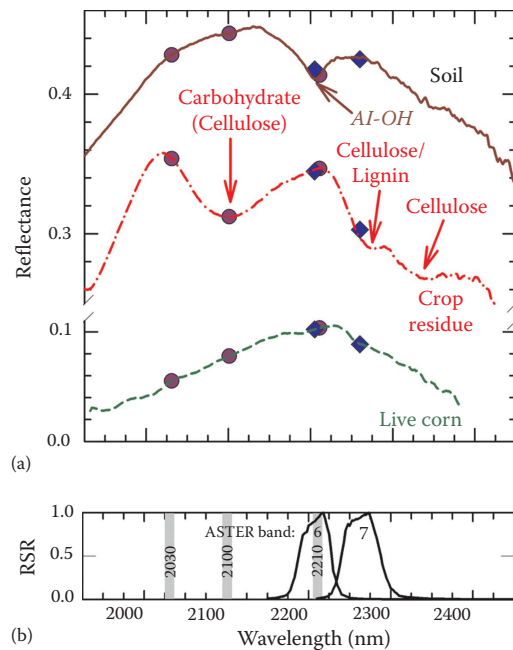 (a)
0.4
0.3
0.1
0.0
Reflectance
Soil
Carbohydrate
(Cellulose)
AI-OH
Cellulose/
Lignin
Cellulose
Crop
residue
Live corn
(b)
1.0
0.5
0.0
RSR
ASTER band: 6 7
2030
2100
2210
2000 2100 2200 2300 2400
Wavelength (nm)